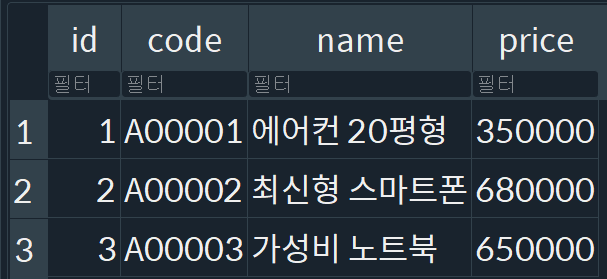 id code name price
필터 필터 필터 필터
1 1 A00001 에어컨 20평형 350000
2 2 A00002 최신형 스마트폰 680000
3 3 A00003 가성비 노트북 650000